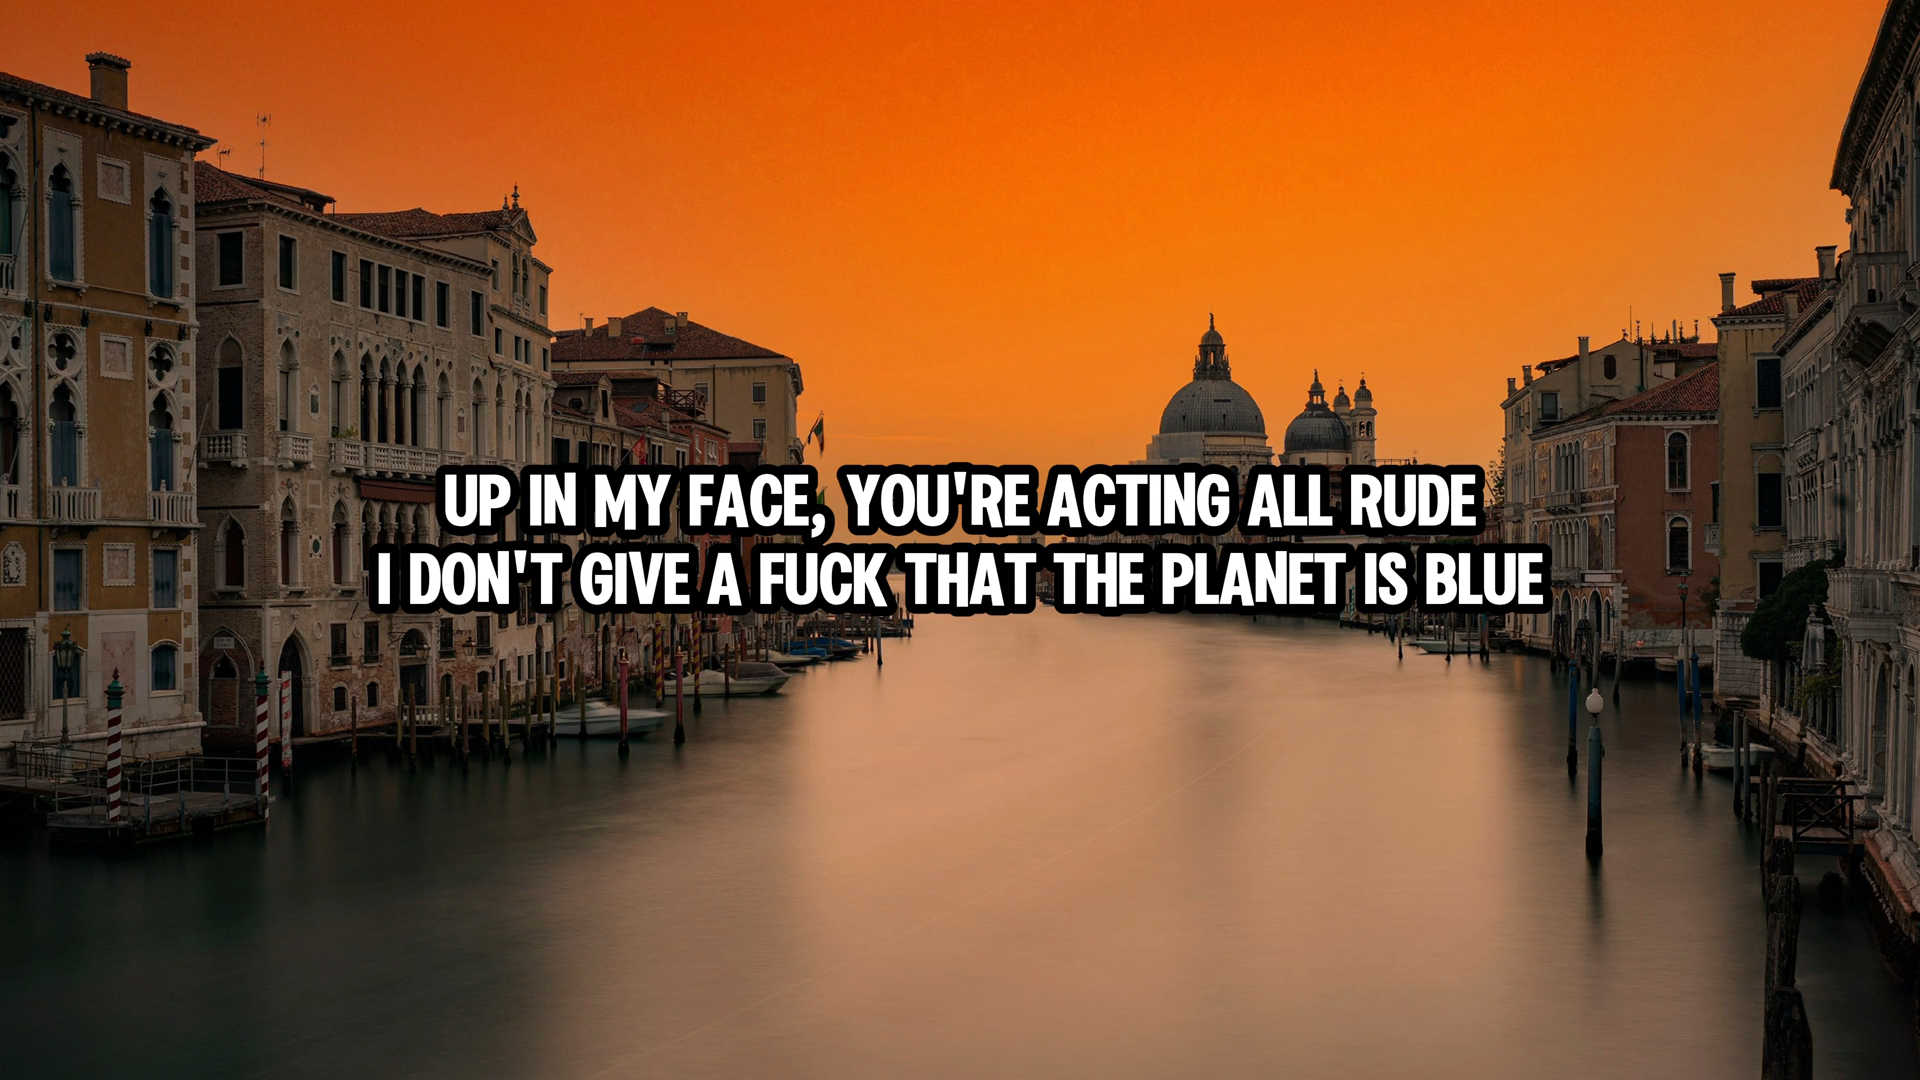 UP IN MY FACE, YOU'RE ACTING ALL RUDE
I DON'T GIVE A FUCK THAT THE PLANET IS BLUE